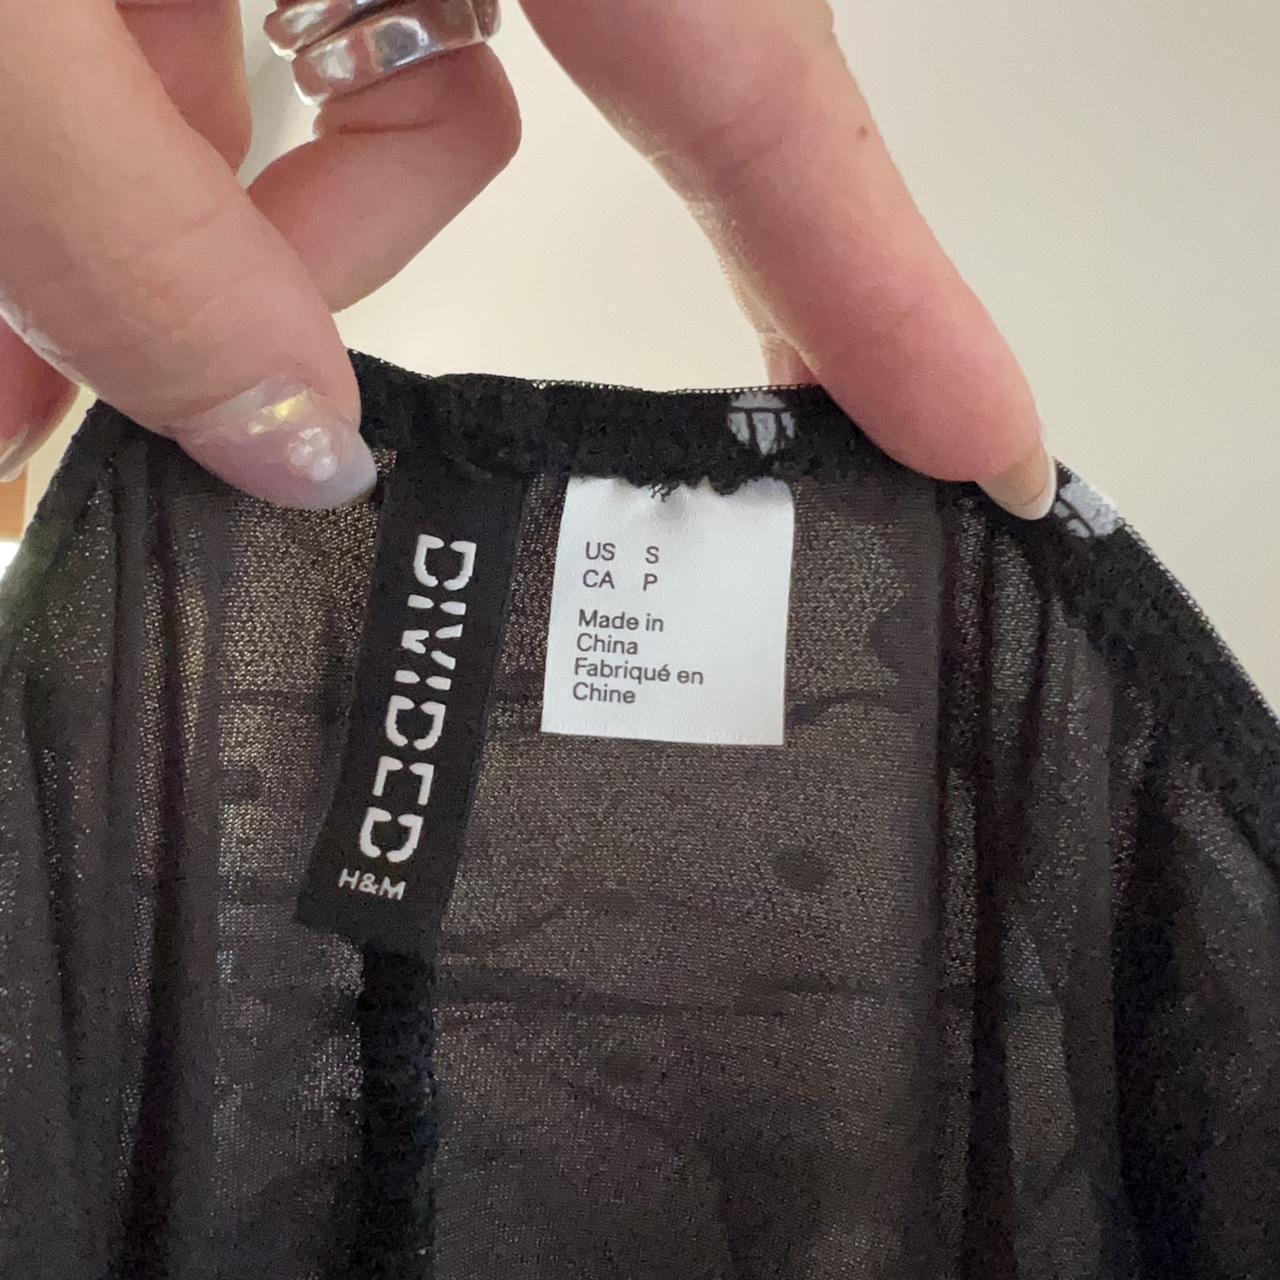 DIVIDED
H&M
US S
CA P
Made in
China
Fabriqué en
Chine